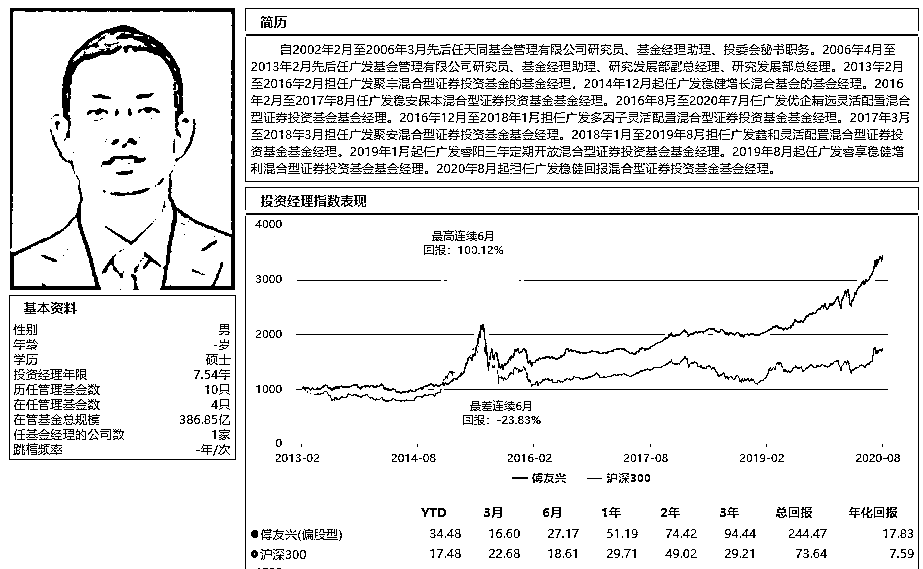 简历
自2002年2月至2006年3月先后任天同基金管理有限公司研究员、基金经理助理、投委会秘书职务。2006年4月至
2013年2月先后任广发基金管理有限公司研究员、基金经理助理、研究发展部副总经理、研究发展部总经理。2013年2月
至2016年2月担任广发聚丰混合型证券投资基金的基金经理，2014年12月起任广发稳健增长混合基金的基金经理。2016
年2月至2017年8月任广发稳安保本混合型证券投资基金基金经理。2016年8月至2020年7月任广发优企精选灵活配置混合
型证券投资基金基金经理。2016年12月至2018年1月担任广发多因子灵活配置混合型证券投资基金基金经理。2017年3月
至2018年3月担任广发聚安混合型证券投资基金基金经理。2018年1月至2019年8月担任广发鑫和灵活配置混合型证券投
资基金基金经理。2019年1月起任广发睿阳三年定期开放混合型证券投资基金基金经理。2019年8月起任广发睿享稳健增
利混合型证券投资基金基金经理。2020年8月起担任广发稳健回报混合型证券投资基金基金经理。
基本资料
性别 男
年龄 -岁
学历 硕士
投资经理年限 7.54年
历任管理基金数 10只
在任管理基金数 4只
在管基金总规模 386.85亿
任基金经理的公司数 1家
跳槽频率 -年/次
投资经理指数表现
4000
最高连续6月
回报：100.12%
3000
2000
1000
最差连续6月
回报：-23.83%
0
2013-02 2014-08 2016-02 2017-08 2019-02 2020-08
傅友兴 沪深300
YTD 3月 6月 1年 2年 3年 总回报 年化回报
傅友兴(偏股型) 34.48 16.60 27.17 51.19 74.42 94.44 244.47 17.83
沪深300 17.48 22.68 18.61 29.71 49.02 29.21 73.64 7.59